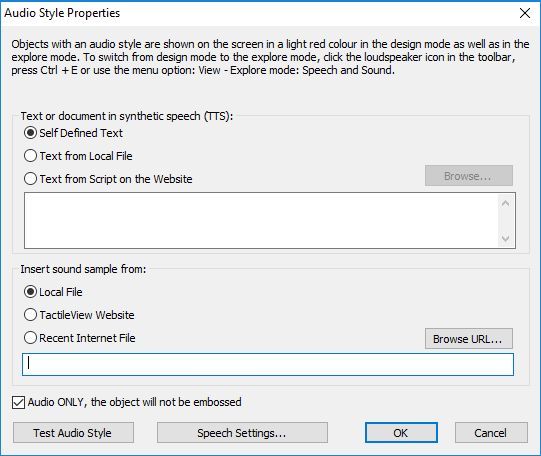 Audio Style Properties
Objects with an audio style are shown on the screen in a light red colour in the design mode as well as in the
explore mode. To switch from design mode to the explore mode, click the loudspeaker icon in the toolbar,
press Ctrl + E or use the menu option: View - Explore mode: Speech and Sound.
Text or document in synthetic speech (TTS):
Self Defined Text
Text from Local File
Text from Script on the Website
Browse...
Insert sound sample from:
Local File
TactileView Website
Recent Internet File
Browse URL...
Audio ONLY, the object will not be embossed
Test Audio Style
Speech Settings...
OK
Cancel